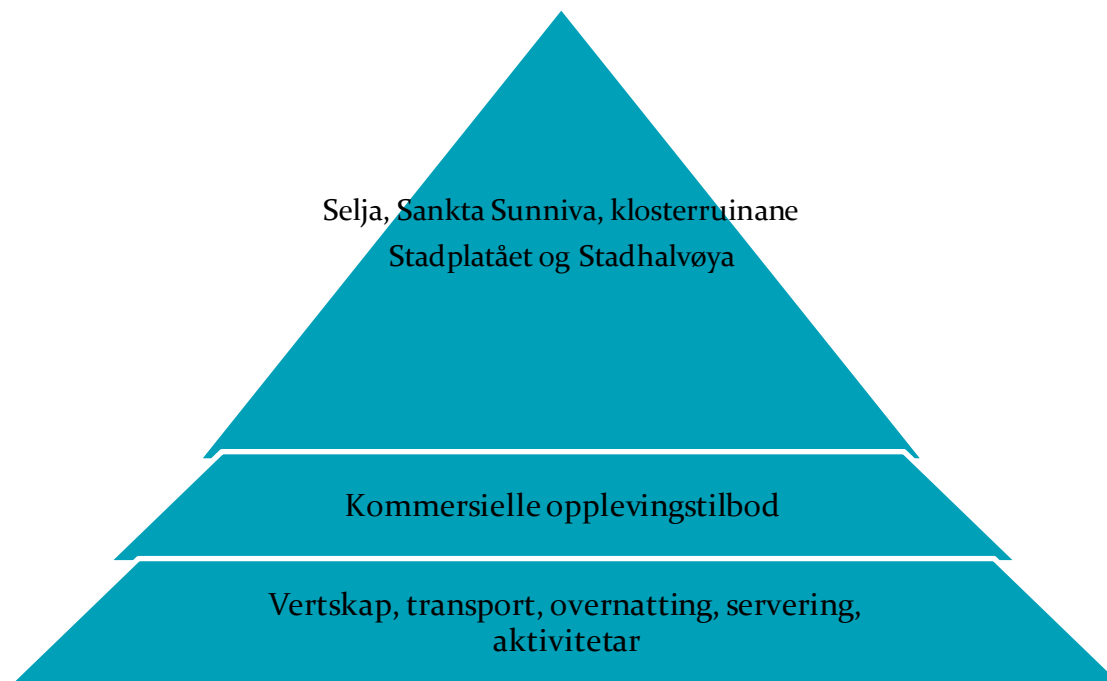 Selja, Sankta Sunniva, klosterruinane
Stadplatået og Stadhalvøya
Kommersielle opplevingstilbod
Vertskap, transport, overnatting, servering,
aktivitetar